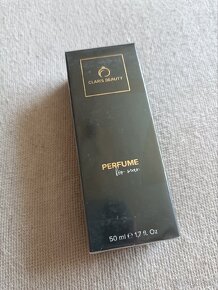 CLARIS BEAUTY
PERFUME
for men
50 ml e 1.7 fl. Oz